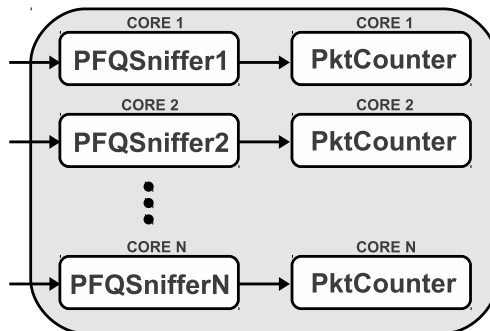 CORE 1 CORE 1
PFQSniffer1 PktCounter
CORE 2 CORE 2
PFQSniffer2 PktCounter
CORE N CORE N
PFQSnifferN PktCounter